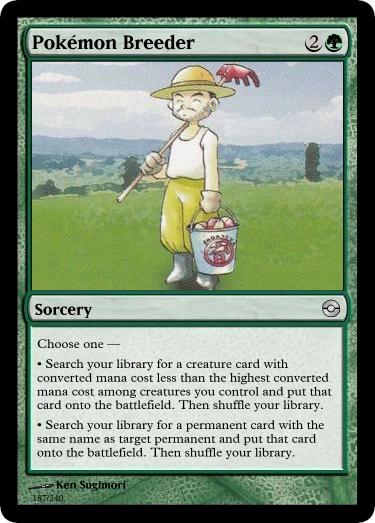 Pokémon Breeder 2
Sorcery
Choose one —
• Search your library for a creature card with
converted mana cost less than the highest converted
mana cost among creatures you control and put that
card onto the battlefield. Then shuffle your library.
• Search your library for a permanent card with the
same name as target permanent and put that card
onto the battlefield. Then shuffle your library.
Ken Sugimori
187/240